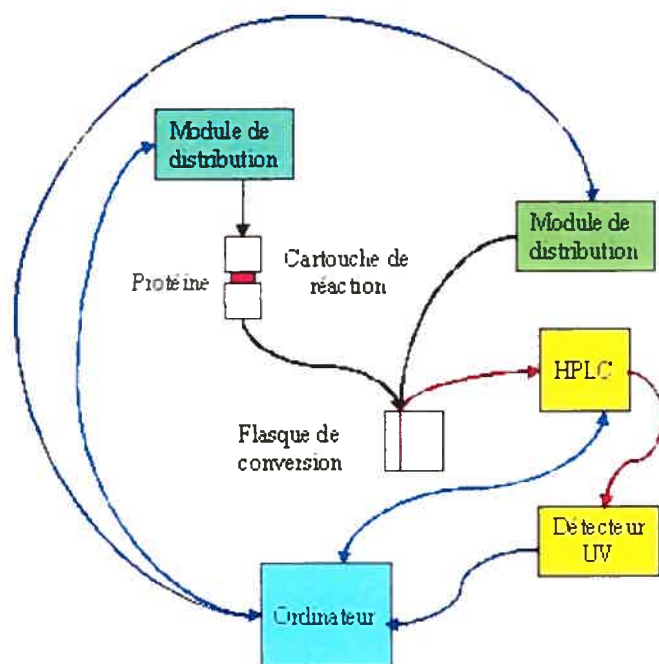 Module de
distribution
Module de
distribution
Protéine
Cartouche de
réaction
HPLC
Flasque de
conversion
Détecteur
UV
Ordinateur